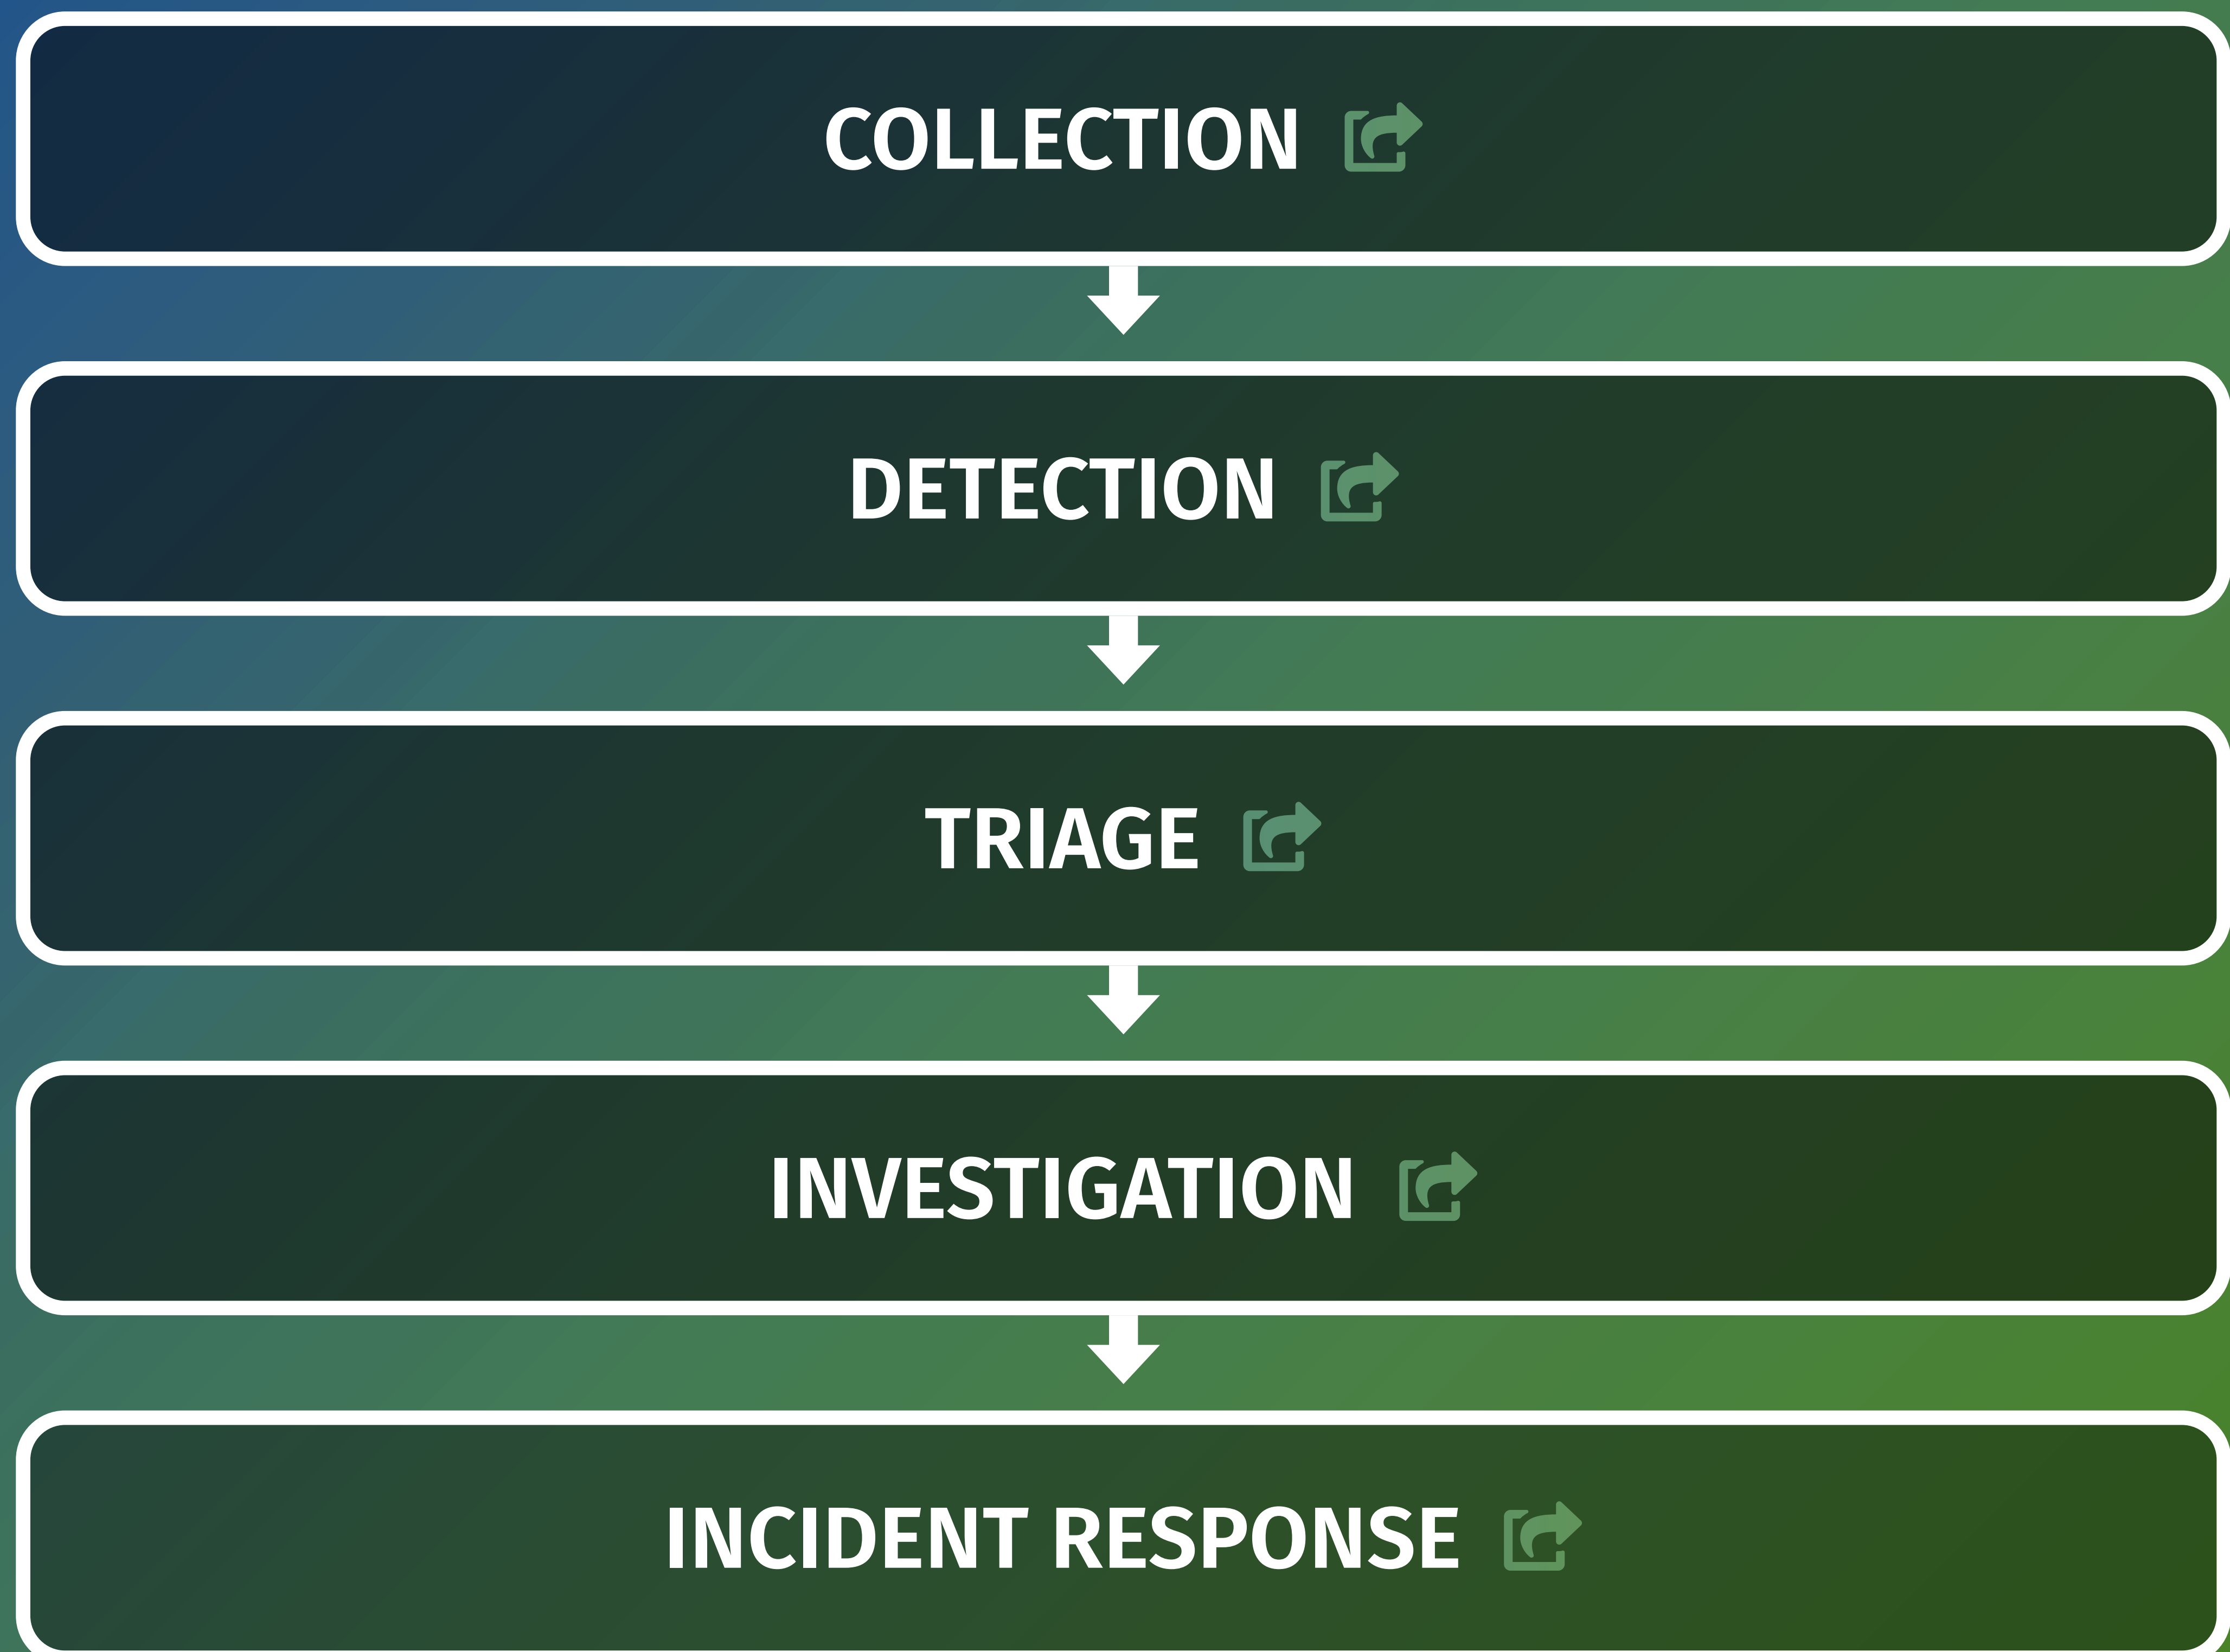 COLLECTION
DETECTION
TRIAGE
INVESTIGATION
INCIDENT RESPONSE